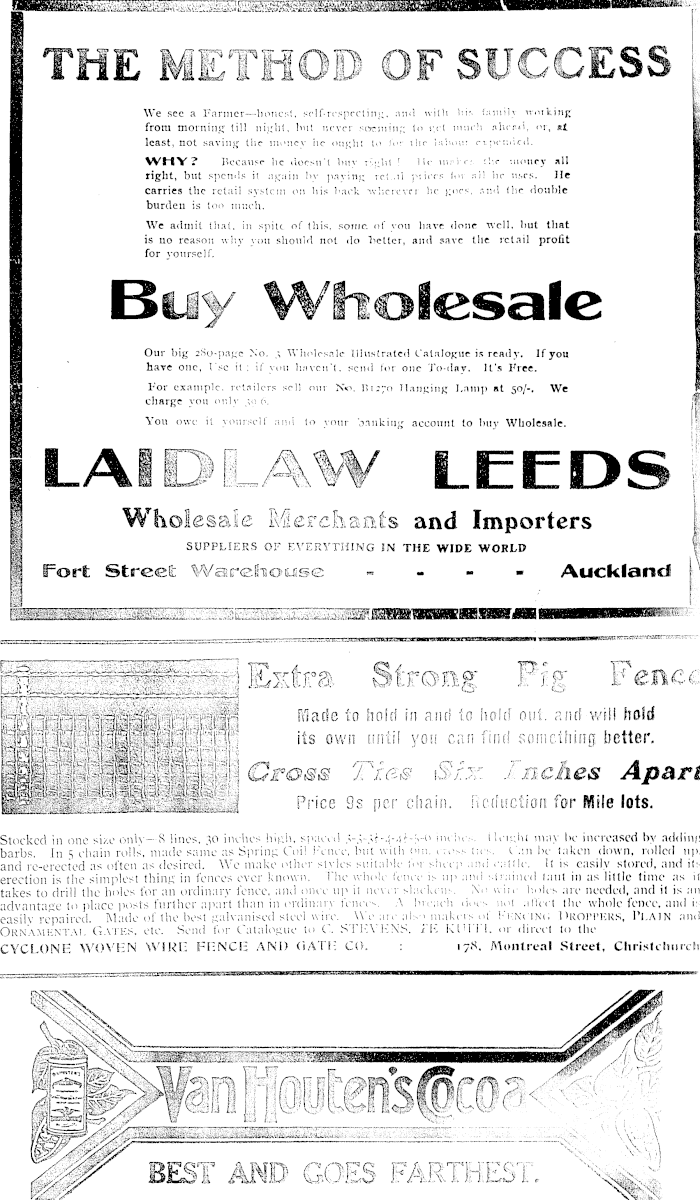 THE METHOD OF SUCCESS
We see a Farmer—honest, self-respecting, and with his family working
from morning till night, but never seeming to get much ahead, or, at
least, not saving the money he ought to for the labour expended.
WHY? Because he doesn't buy right! He makes the money all
right, but spends it again by paying retail prices for all he uses. He
carries the retail system on his back wherever he goes, and the double
burden is too much.
We admit that, in spite of this, some of you have done well, but that
is no reason why you should not do better, and save the retail profit
for yourself.
Buy Wholesale
Our big 280-page No. 3 Wholesale Illustrated Catalogue is ready. If you
have one, Use it; if you haven't, send for one To-day. It's Free.
For example, retailers sell our No. B1270 Hanging Lamp at 50/-. We
charge you only
You owe it yourself and to your banking account to buy Wholesale.
LAIDLAW LEEDS
Wholesale Merchants and Importers
SUPPLIERS OF EVERYTHING IN THE WIDE WORLD
Fort Street Warehouse - - - - Auckland
Extra Strong Pig Fence
Made to hold in and to hold out, and will hold
its own until you can find something better.
Cross Ties Six Inches Apart
Price 9s per chain. Reduction for Mile lots.
Stocked in one size only—8 lines, 30 inches high, spaced inches. Height may be increased by adding
barbs. In 5 chain rolls, made same as Spring Coil Fence, but with cross ties. Can be taken down, rolled up
and re-erected as often as desired. We make other styles suitable for sheep and cattle. It is easily stored, and its
erection is the simplest thing in fences ever known. The whole fence is up and strained taut in as little time as it
takes to drill the holes for an ordinary fence, and once up it never slackens. No wire holes are needed, and it is an
advantage to place posts further apart than in ordinary fences. A breach does not affect the whole fence, and is
easily repaired. Made of the best galvanised steel wire. We are also makers of FENCING DROPPERS, PLAIN and
ORNAMENTAL GATES, etc. Send for Catalogue to C. STEVENS, TE KUITI, or direct to the
CYCLONE WOVEN WIRE FENCE AND GATE CO. : 178, Montreal Street, Christchurch
Van Houten's Cocoa
BEST AND GOES FARTHEST.